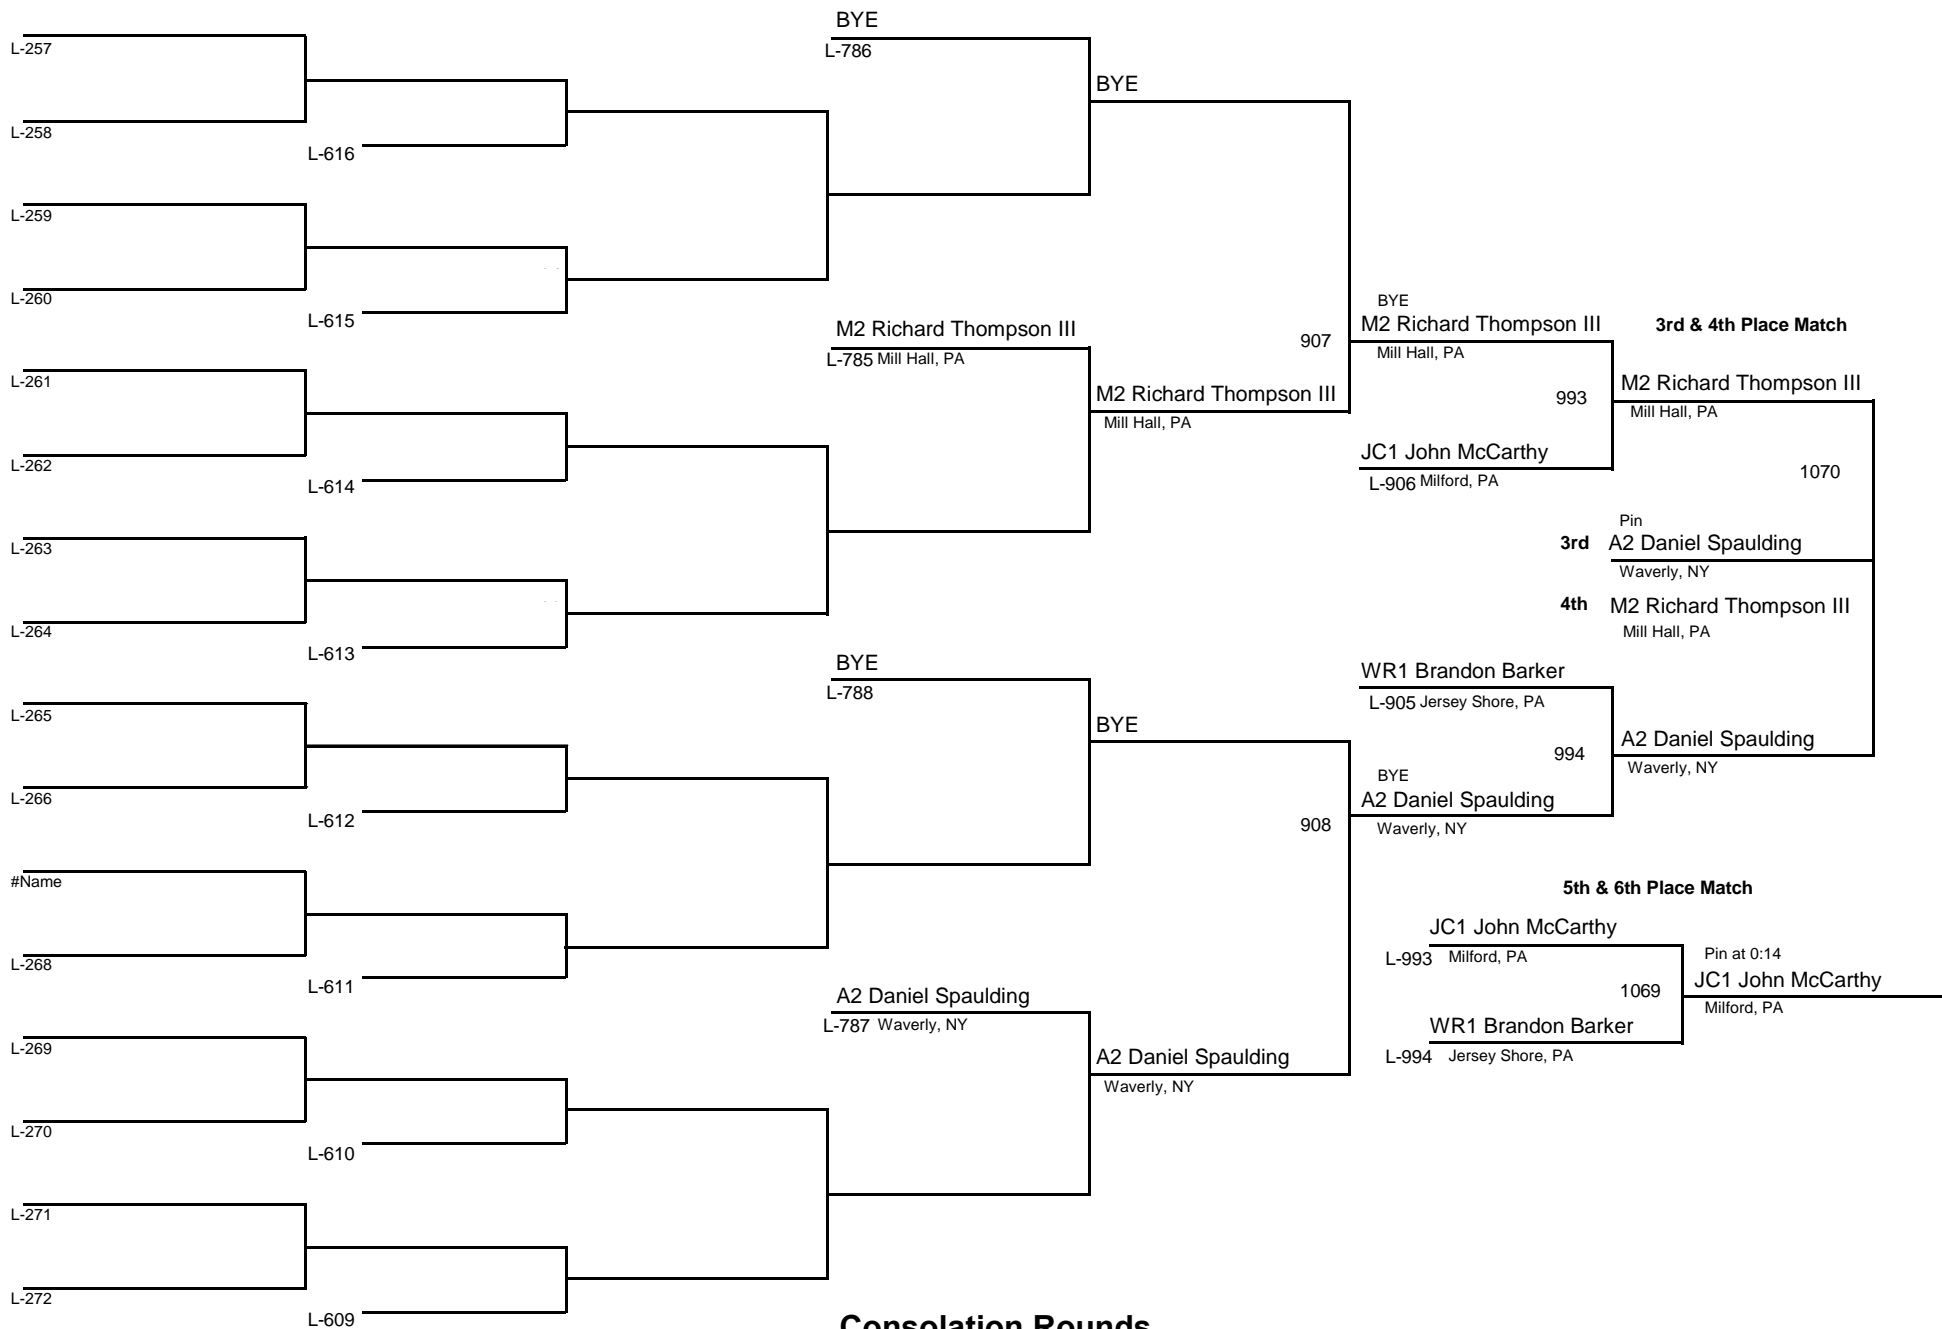 L-257
L-258
L-616
L-259
L-260
L-615
L-261
L-262
L-614
L-263
L-264
L-613
L-265
L-266
L-612
#Name
L-268
L-611
L-269
L-270
L-610
L-271
L-272
L-609
BYE
L-786
BYE
M2 Richard Thompson III
L-785 Mill Hall, PA
M2 Richard Thompson III
Mill Hall, PA
907
BYE
M2 Richard Thompson III
Mill Hall, PA
993
JC1 John McCarthy
L-906 Milford, PA
3rd & 4th Place Match
M2 Richard Thompson III
Mill Hall, PA
1070
Pin
3rd A2 Daniel Spaulding
Waverly, NY
4th M2 Richard Thompson III
Mill Hall, PA
BYE
L-788
BYE
WR1 Brandon Barker
L-905 Jersey Shore, PA
994
A2 Daniel Spaulding
Waverly, NY
BYE
A2 Daniel Spaulding
Waverly, NY
908
A2 Daniel Spaulding
L-787 Waverly, NY
A2 Daniel Spaulding
Waverly, NY
5th & 6th Place Match
JC1 John McCarthy
L-993 Milford, PA
1069
Pin at 0:14
JC1 John McCarthy
Milford, PA
WR1 Brandon Barker
L-994 Jersey Shore, PA
Consolation Rounds